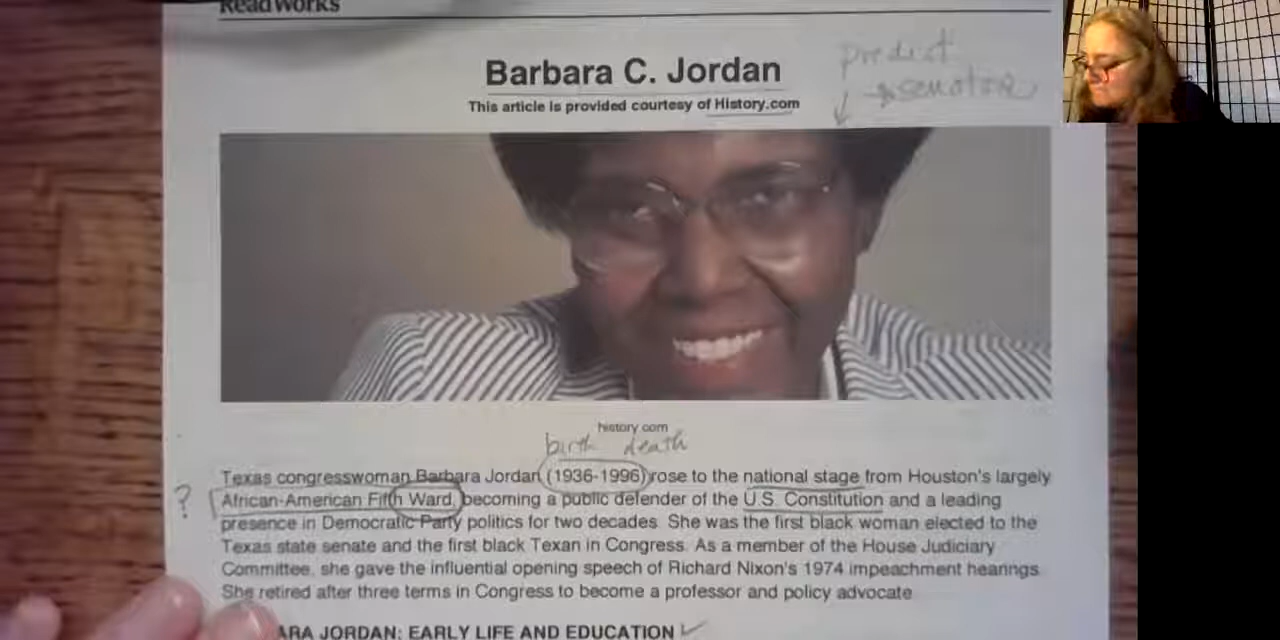 ReadWorks
predict
senator
Barbara C. Jordan
This article is provided courtesy of History.com
history.com
birth death
Texas congresswoman Barbara Jordan (1936-1996) rose to the national stage from Houston's largely
? African-American Fifth Ward, becoming a public defender of the U.S. Constitution and a leading
presence in Democratic Party politics for two decades. She was the first black woman elected to the
Texas state senate and the first black Texan in Congress. As a member of the House Judiciary
Committee, she gave the influential opening speech of Richard Nixon's 1974 impeachment hearings.
She retired after three terms in Congress to become a professor and policy advocate
ARA JORDAN: EARLY LIFE AND EDUCATION